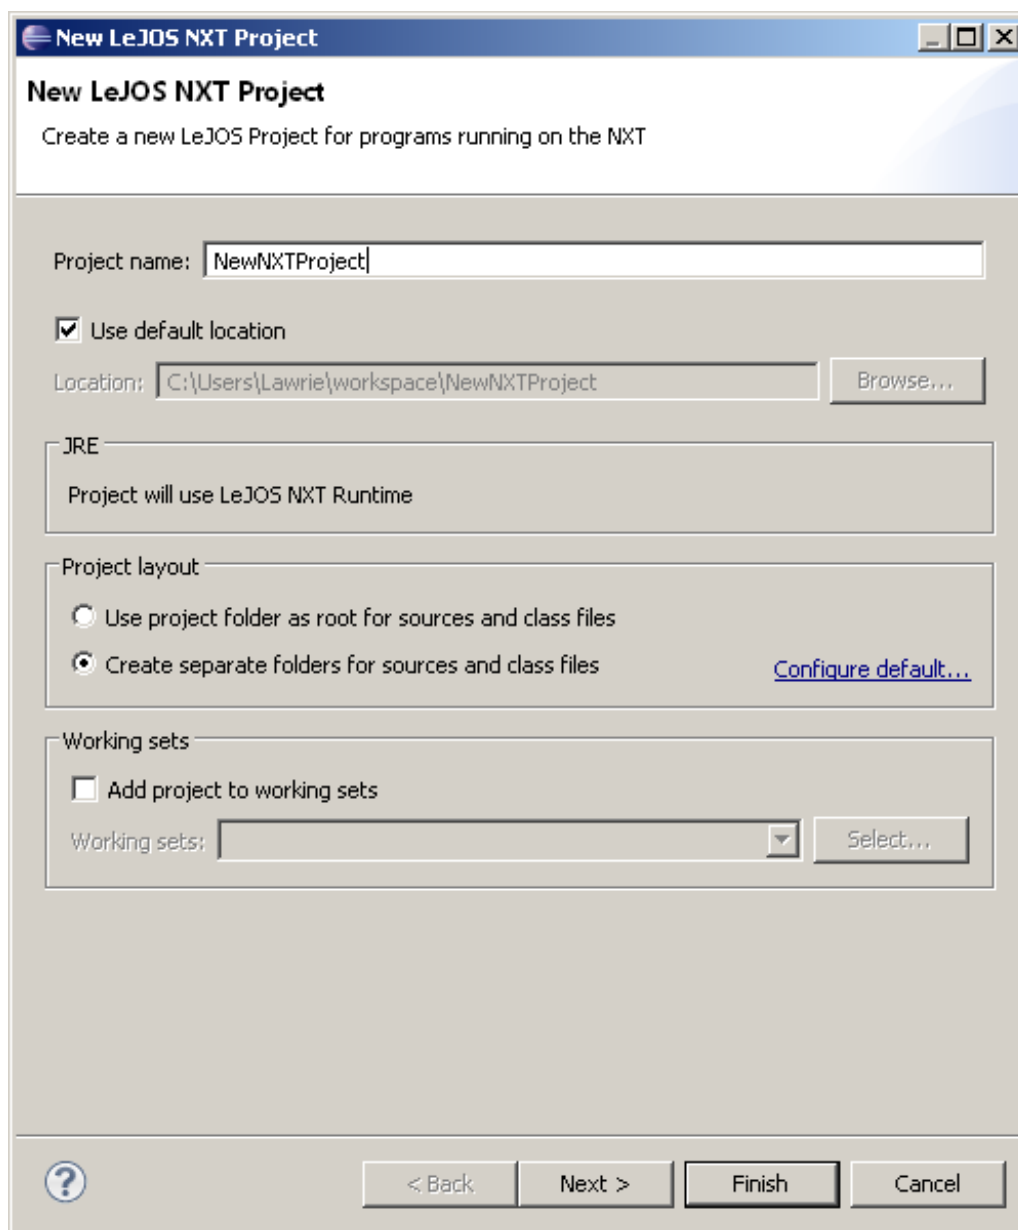 New LeJOS NXT Project
New LeJOS NXT Project
Create a new LeJOS Project for programs running on the NXT
Project name: NewNXTProject
Use default location
Location: C:\Users\Lawrie\workspace\NewNXTProject Browse...
JRE
Project will use LeJOS NXT Runtime
Project layout
Use project folder as root for sources and class files
Create separate folders for sources and class files Configure default...
Working sets
Add project to working sets
Working sets: Select...
? < Back Next > Finish Cancel